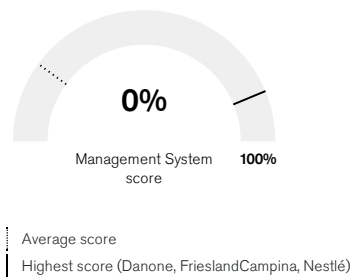 0%
Management System
score
100%
Average score
Highest score (Danone, FrieslandCampina, Nestlé)